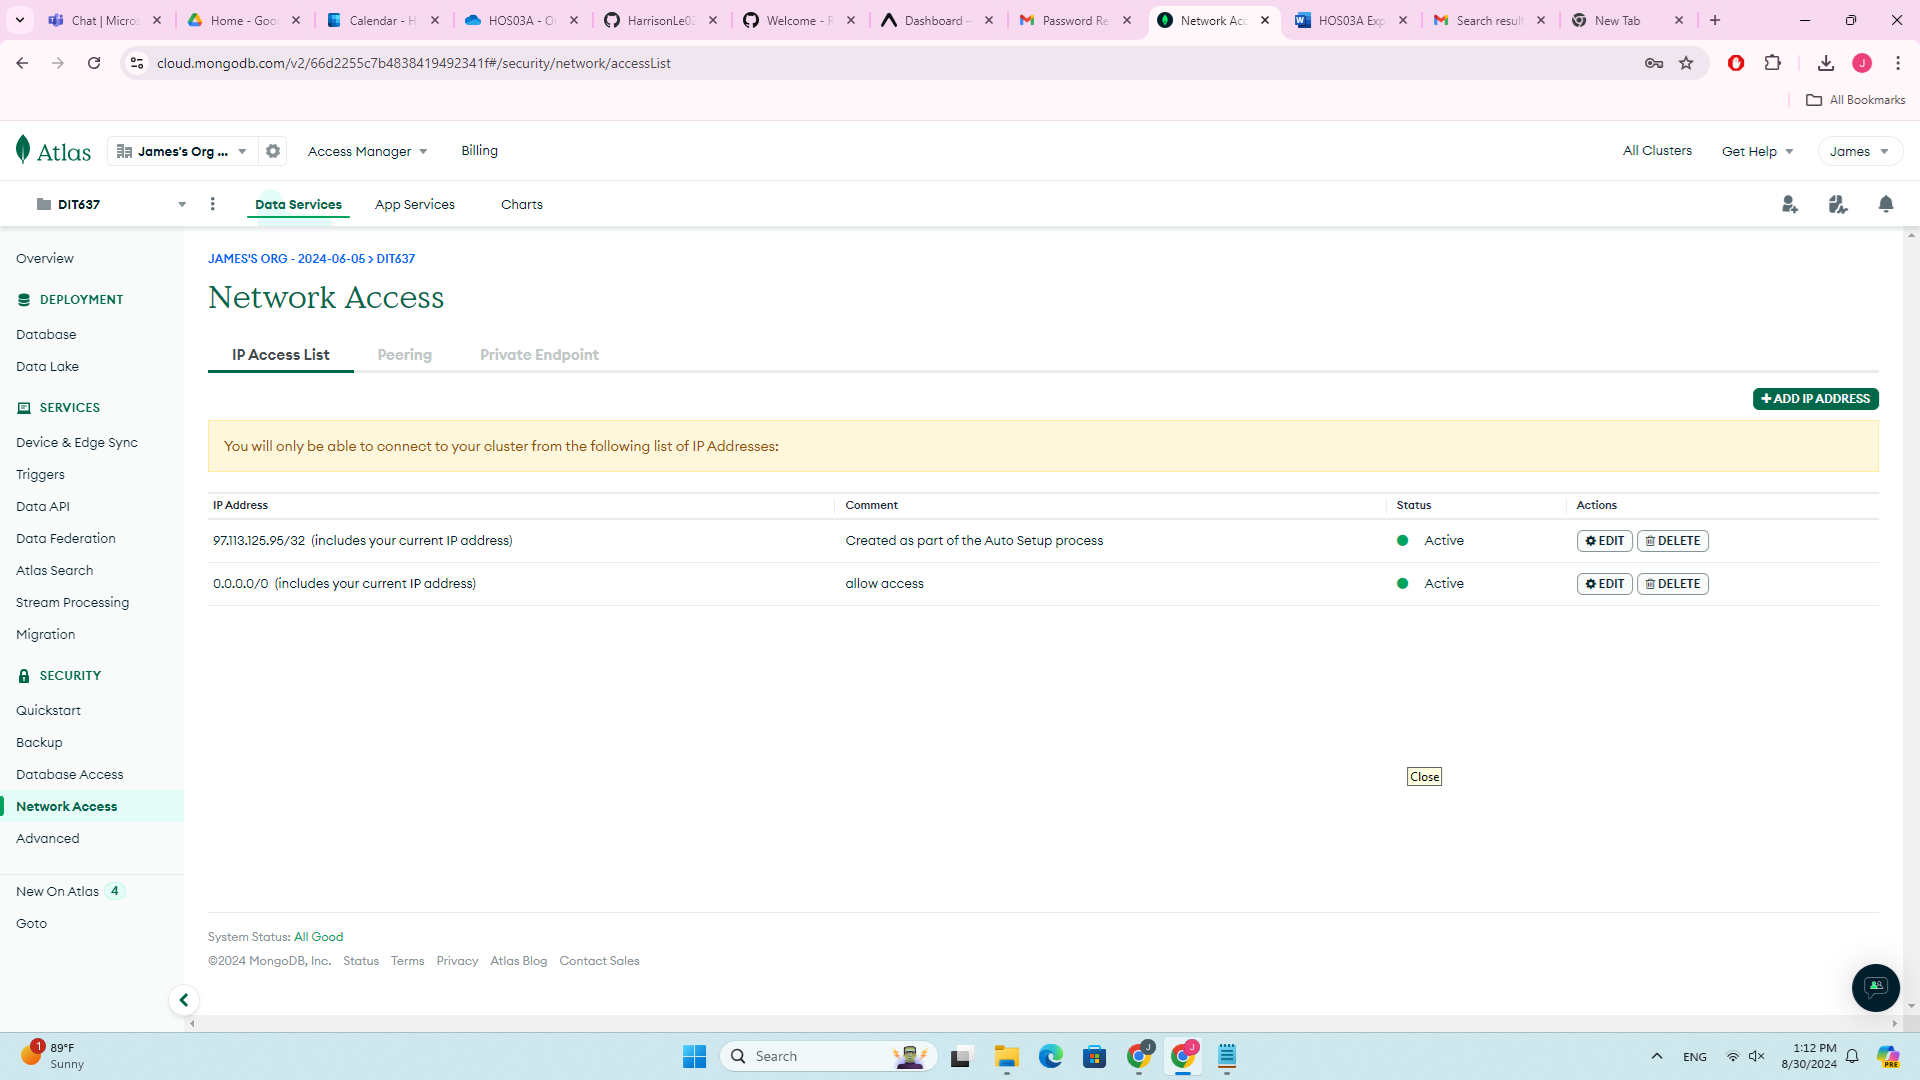 Chat | Micros
Home - Goo
Calendar - H
HOS03A - O
HarrisonLe02
Welcome - R
Dashboard –
Password Re
Network Acc
HOS03A Exp
Search result
New Tab
cloud.mongodb.com/v2/66d2255c7b4838419492341f#/security/network/accessList
J
All Bookmarks
Atlas
James's Org ...
Access Manager
Billing
All Clusters
Get Help
James
DIT637
Data Services
App Services
Charts
Overview
DEPLOYMENT
Database
Data Lake
SERVICES
Device & Edge Sync
Triggers
Data API
Data Federation
Atlas Search
Stream Processing
Migration
SECURITY
Quickstart
Backup
Database Access
Network Access
Advanced
New On Atlas 4
Goto
JAMES'S ORG - 2024-06-05 > DIT637
Network Access
IP Access List
Peering
Private Endpoint
+ ADD IP ADDRESS
You will only be able to connect to your cluster from the following list of IP Addresses:
IP Address Comment Status Actions
97.113.125.95/32 (includes your current IP address) Created as part of the Auto Setup process Active EDIT DELETE
0.0.0.0/0 (includes your current IP address) allow access Active EDIT DELETE
Close
System Status: All Good
©2024 MongoDB, Inc. Status Terms Privacy Atlas Blog Contact Sales
1
89°F
Sunny
Search
J
J
ENG
1:12 PM
8/30/2024
PRE